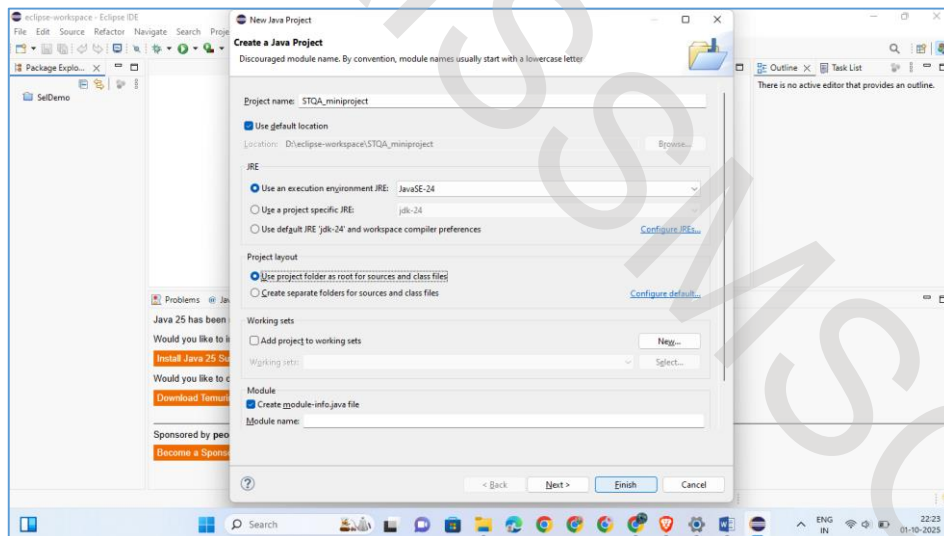 eclipse-workspace - Eclipse IDE
File Edit Source Refactor Navigate Search Proje
Package Explo...
SelDemo
New Java Project
Create a Java Project
Discouraged module name. By convention, module names usually start with a lowercase letter
Project name: STQA_miniproject
Use default location
Location: D:\eclipse-workspace\STQA_miniproject Browse...
JRE
Use an execution environment JRE: JavaSE-24
Use a project specific JRE: jdk-24
Use default JRE 'jdk-24' and workspace compiler preferences Configure JREs...
Project layout
Use project folder as root for sources and class files
Create separate folders for sources and class files Configure default...
Working sets
Add project to working sets New...
Working sets: Select...
Module
Create module-info.java file
Module name:
< Back Next > Finish Cancel
Outline Task List
There is no active editor that provides an outline.
Problems @ Ja
Java 25 has been
Would you like to i
Install Java 25 Su
Would you like to d
Download Temuri
Sponsored by peo
Become a Spons
Search
ENG
IN
22:23
01-10-2025